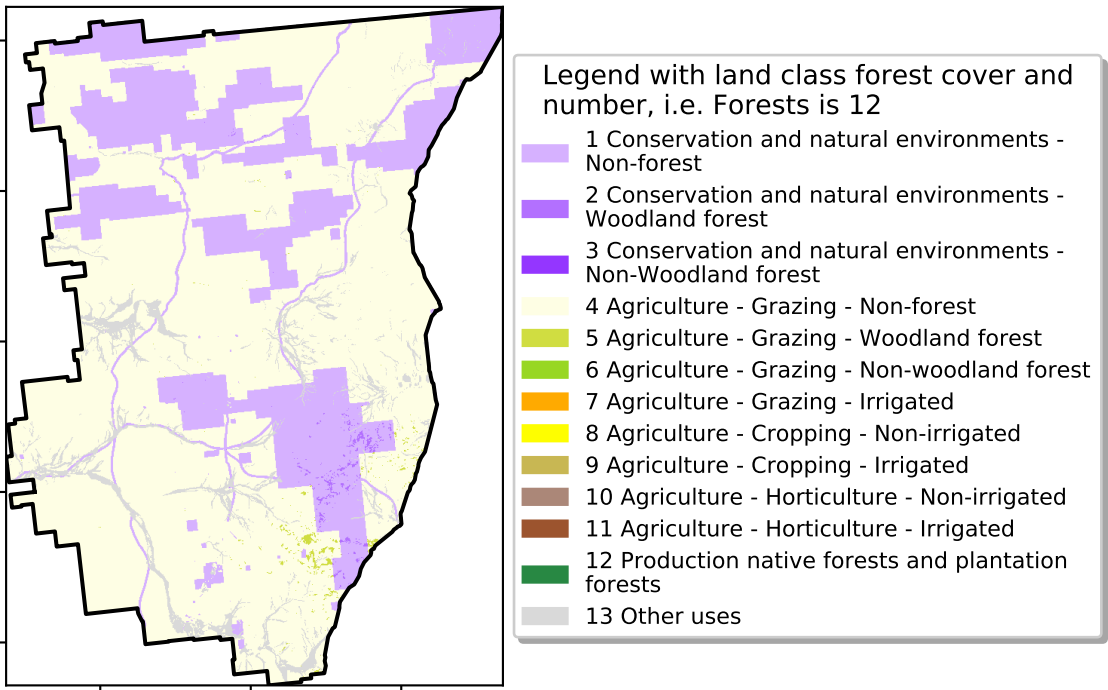 Legend with land class forest cover and
number, i.e. Forests is 12
1 Conservation and natural environments -
Non-forest
2 Conservation and natural environments -
Woodland forest
3 Conservation and natural environments -
Non-Woodland forest
4 Agriculture - Grazing - Non-forest
5 Agriculture - Grazing - Woodland forest
6 Agriculture - Grazing - Non-woodland forest
7 Agriculture - Grazing - Irrigated
8 Agriculture - Cropping - Non-irrigated
9 Agriculture - Cropping - Irrigated
10 Agriculture - Horticulture - Non-irrigated
11 Agriculture - Horticulture - Irrigated
12 Production native forests and plantation
forests
13 Other uses